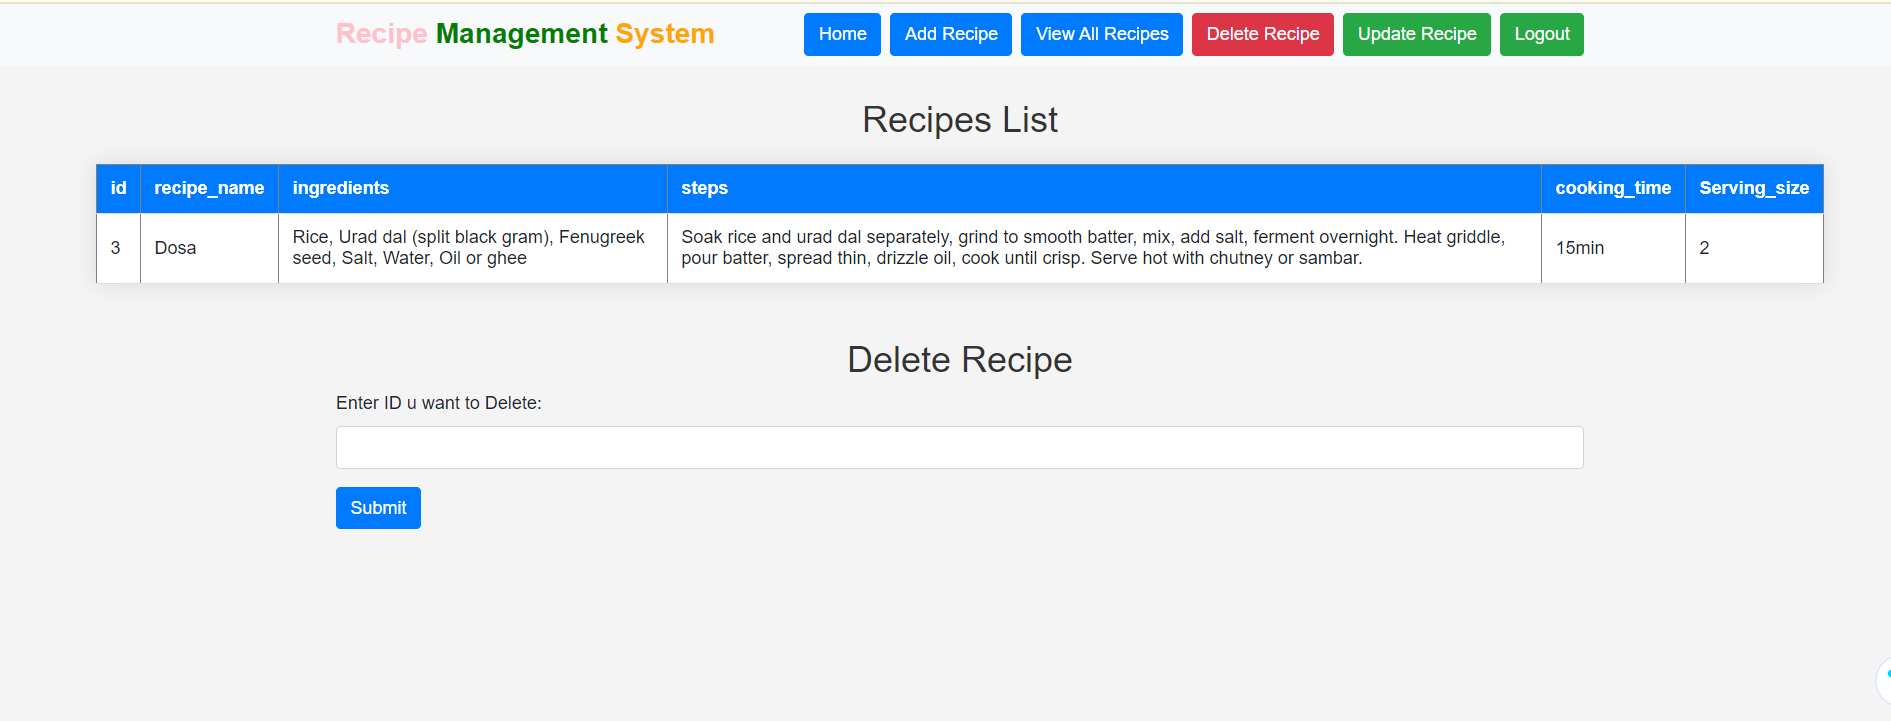 Recipe Management System
Home
Add Recipe
View All Recipes
Delete Recipe
Update Recipe
Logout
Recipes List
id
recipe_name
ingredients
steps
cooking_time
Serving_size
3
Dosa
Rice, Urad dal (split black gram), Fenugreek
seed, Salt, Water, Oil or ghee
Soak rice and urad dal separately, grind to smooth batter, mix, add salt, ferment overnight. Heat griddle,
pour batter, spread thin, drizzle oil, cook until crisp. Serve hot with chutney or sambar.
15min
2
Delete Recipe
Enter ID u want to Delete:
Submit